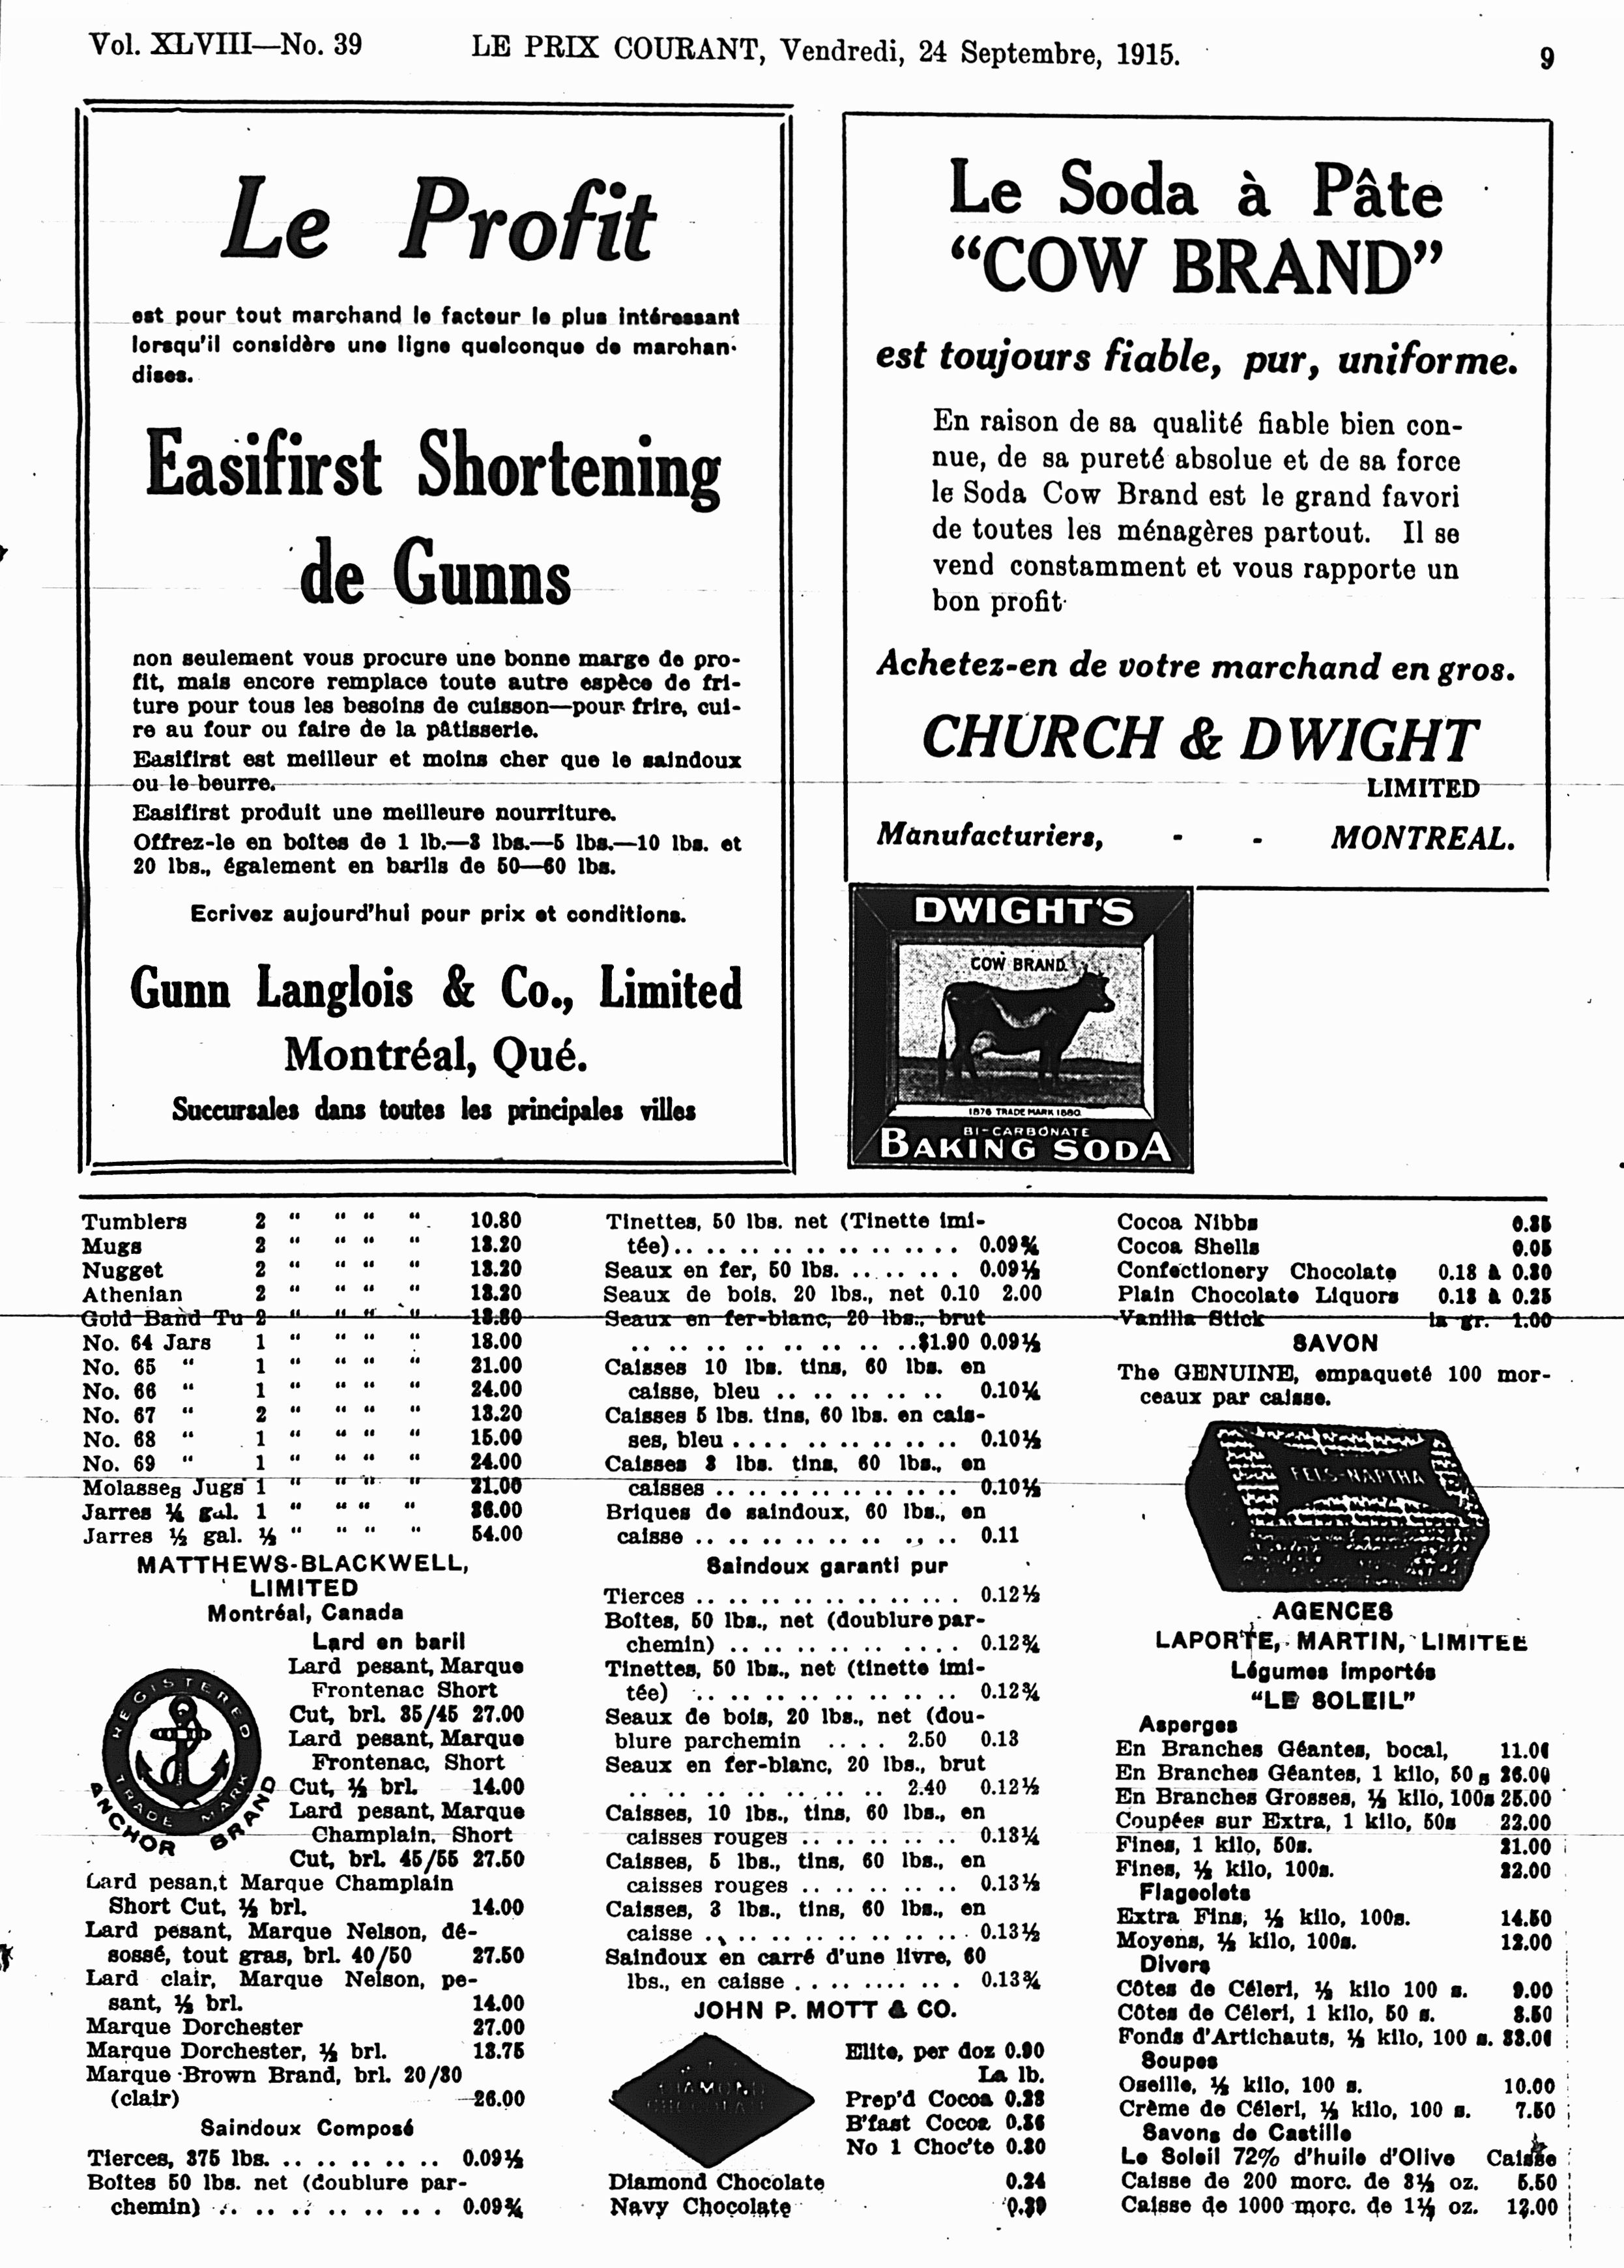 Vol. XLVIII—No. 39 LE PRIX COURANT, Vendredi, 24 Septembre, 1915. 9
Le Profit
est pour tout marchand le facteur le plus intéressant
lorsqu'il considère une ligne quelconque de marchan-
dises.
Easifirst Shortening
de Gunns
non seulement vous procure une bonne marge de pro-
fit, mais encore remplace toute autre espèce de fri-
ture pour tous les besoins de cuisson—pour frire, cui-
re au four ou faire de la pâtisserie.
Easifirst est meilleur et moins cher que le saindoux
ou le beurre.
Easifirst produit une meilleure nourriture.
Offrez-le en boîtes de 1 lb.—3 lbs.—5 lbs.—10 lbs. et
20 lbs., également en barils de 50—60 lbs.
Ecrivez aujourd'hui pour prix et conditions.
Gunn Langlois & Co., Limited
Montréal, Qué.
Succursales dans toutes les principales villes
Le Soda à Pâte
“COW BRAND”
est toujours fiable, pur, uniforme.
En raison de sa qualité fiable bien con-
nue, de sa pureté absolue et de sa force
le Soda Cow Brand est le grand favori
de toutes les ménagères partout. Il se
vend constamment et vous rapporte un
bon profit
Achetez-en de votre marchand en gros.
CHURCH & DWIGHT
LIMITED
Manufacturiers, - - MONTREAL.
DWIGHT'S
COW BRAND
1876 TRADE MARK 1880
BI-CARBONATE
BAKING SODA
Tumblers 2 “ “ “ “ 10.80
Mugs 2 “ “ “ “ 13.20
Nugget 2 “ “ “ “ 13.20
Athenian 2 “ “ “ “ 13.20
Gold Band Tu 2 “ “ “ “ 13.80
No. 64 Jars 1 “ “ “ “ 18.00
No. 65 “ 1 “ “ “ “ 21.00
No. 66 “ 1 “ “ “ “ 24.00
No. 67 “ 2 “ “ “ “ 13.20
No. 68 “ 1 “ “ “ “ 15.00
No. 69 “ 1 “ “ “ “ 24.00
Molasses Jugs 1 “ “ “ “ 21.00
Jarres ¼ gal. 1 “ “ “ “ 36.00
Jarres ½ gal. ½ “ “ “ “ 54.00
MATTHEWS-BLACKWELL,
LIMITED
Montréal, Canada
REGISTERED
TRADE MARK
ANCHOR BRAND
Lard en baril
Lard pesant, Marque
Frontenac Short
Cut, brl. 35/45 27.00
Lard pesant, Marque
Frontenac, Short
Cut, ½ brl. 14.00
Lard pesant, Marque
Champlain, Short
Cut, brl. 45/55 27.50
Lard pesan,t Marque Champlain
Short Cut, ½ brl. 14.00
Lard pesant, Marque Nelson, dé-
sossé, tout gras, brl. 40/50 27.50
Lard clair, Marque Nelson, pe-
sant, ½ brl. 14.00
Marque Dorchester 27.00
Marque Dorchester, ½ brl. 13.75
Marque Brown Brand, brl. 20/30
(clair) 26.00
Saindoux Composé
Tierces, 375 lbs. .. .. .. .. .. 0.09½
Boîtes 50 lbs. net (doublure par-
chemin) .. .. .. .. .. .. .. 0.09¾
Tinettes, 50 lbs. net (Tinette imi-
tée).. .. .. .. .. .. .. .. .. 0.09¾
Seaux en fer, 50 lbs. .. .. .. .. 0.09½
Seaux de bois. 20 lbs., net 0.10 2.00
Seaux en fer-blanc, 20 lbs., brut
.. .. .. .. .. .. .. ..$1.90 0.09½
Caisses 10 lbs. tins, 60 lbs. en
caisse, bleu .. .. .. .. .. .. 0.10¼
Caisses 5 lbs. tins, 60 lbs. en cais-
ses, bleu .. .. .. .. .. .. .. 0.10½
Caisses 3 lbs. tins, 60 lbs., en
caisses .. .. .. .. .. .. .. .. 0.10½
Briques de saindoux, 60 lbs., en
caisse .. .. .. .. .. .. .. .. 0.11
Saindoux garanti pur
Tierces .. .. .. .. .. .. .. .. 0.12½
Boîtes, 50 lbs., net (doublure par-
chemin) .. .. .. .. .. .. .. 0.12¾
Tinettes, 50 lbs., net (tinette imi-
tée) .. .. .. .. .. .. .. .. 0.12¾
Seaux de bois, 20 lbs., net (dou-
blure parchemin .. .. 2.50 0.13
Seaux en fer-blanc, 20 lbs., brut
.. .. .. .. .. .. .. .. 2.40 0.12½
Caisses, 10 lbs., tins, 60 lbs., en
caisses rouges .. .. .. .. .. 0.13¼
Caisses, 5 lbs., tins, 60 lbs., en
caisses rouges .. .. .. .. .. 0.13½
Caisses, 3 lbs., tins, 60 lbs., en
caisse .. .. .. .. .. .. .. .. 0.13½
Saindoux en carré d'une livre, 60
lbs., en caisse .. .. .. .. .. 0.13¾
JOHN P. MOTT & CO.
Elite, per doz 0.90
La lb.
Prep'd Cocoa 0.28
B'fast Cocoa 0.36
No 1 Choc'te 0.30
Diamond Chocolate 0.24
Navy Chocolate
Cocoa Nibbs 0.35
Cocoa Shells 0.05
Confectionery Chocolate 0.18 à 0.30
Plain Chocolate Liquors 0.18 à 0.25
Vanilla Stick la gr. 1.00
SAVON
The GENUINE, empaqueté 100 mor-
ceaux par caisse.
FELS-NAPTHA
AGENCES
LAPORTE, MARTIN, LIMITEE
Légumes importés
“LE SOLEIL”
Asperges
En Branches Géantes, bocal, 11.00
En Branches Géantes, 1 kilo, 50 s 26.00
En Branches Grosses, ½ kilo, 100s 25.00
Coupées sur Extra, 1 kilo, 50s 22.00
Fines, 1 kilo, 50s. 21.00
Fines, ½ kilo, 100s. 22.00
Flageolets
Extra Fins, ½ kilo, 100s. 14.50
Moyens, ½ kilo, 100s. 12.00
Divers
Côtes de Céleri, ½ kilo 100 s. 9.00
Côtes de Céleri, 1 kilo, 50 s. 8.50
Fonds d'Artichauts, ½ kilo, 100 s. 33.00
Soupes
Oseille, ½ kilo, 100 s. 10.00
Crème de Céleri, ½ kilo, 100 s. 7.50
Savons de Castille
Le Soleil 72% d'huile d'Olive Caisse
Caisse de 200 morc. de 3½ oz. 5.50
Caisse de 1000 morc. de 1½ oz. 12.00